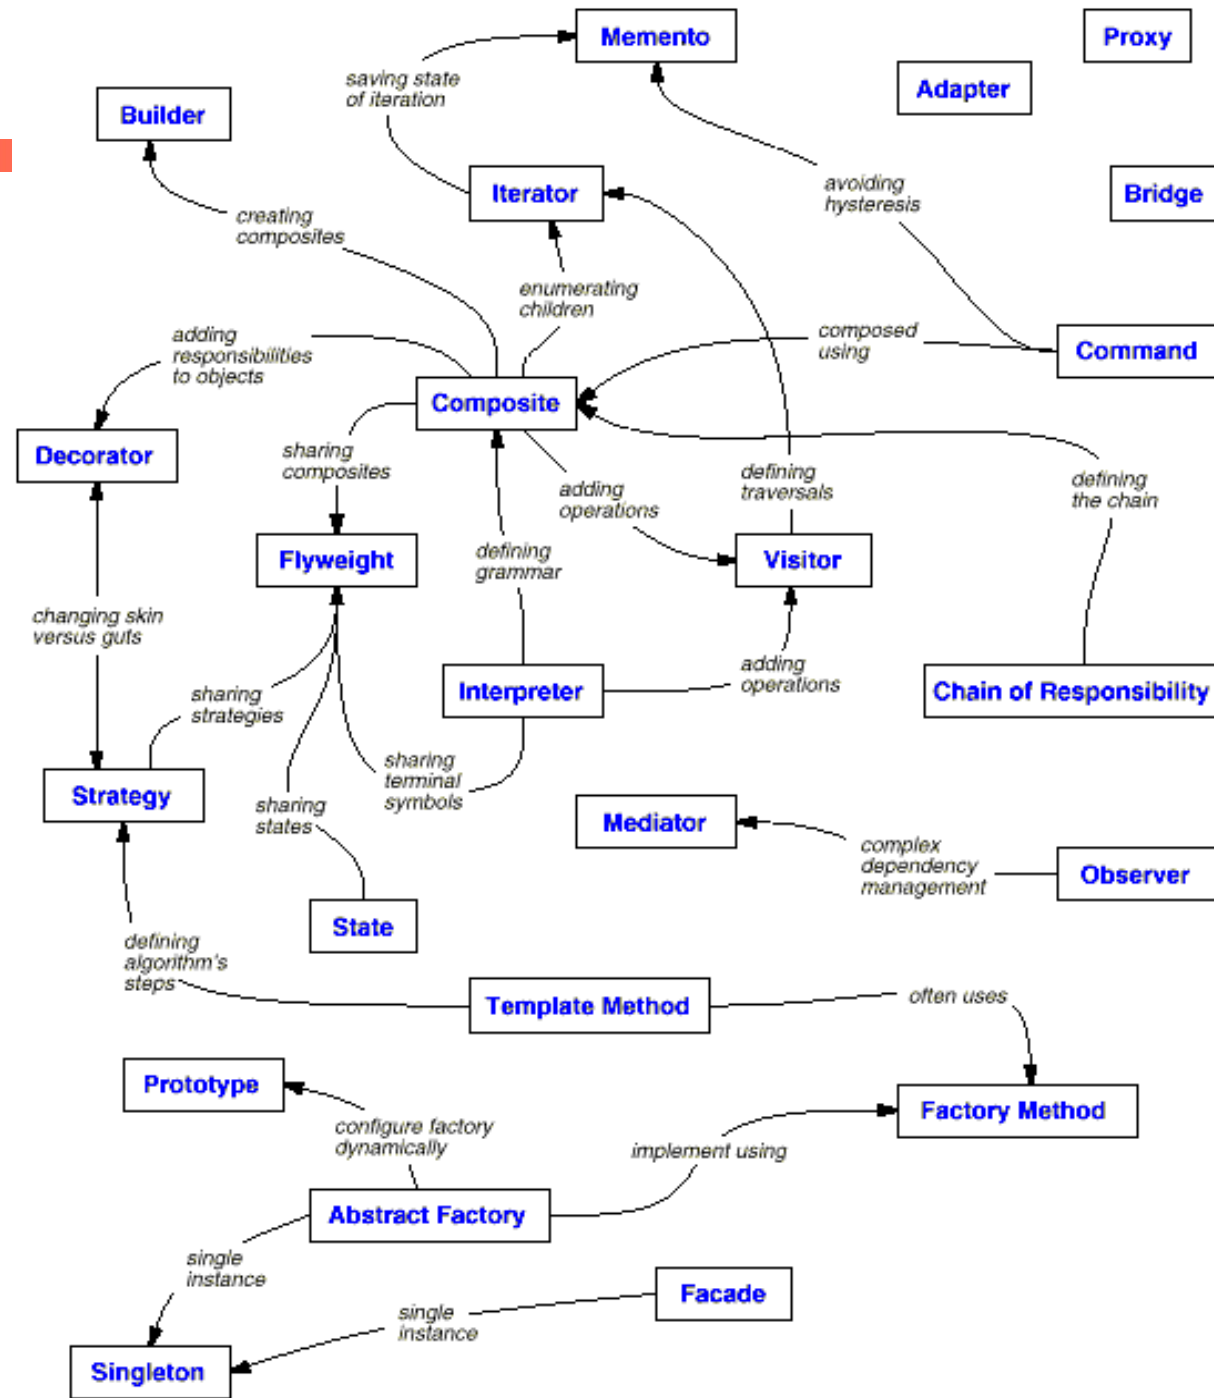 Memento
Proxy
Adapter
saving state
of iteration
Builder
Iterator
avoiding
hysteresis
Bridge
creating
composites
enumerating
children
adding
responsibilities
to objects
composed
using
Command
Composite
Decorator
sharing
composites
adding
operations
defining
traversals
defining
the chain
Flyweight
defining
grammar
Visitor
changing skin
versus guts
sharing
strategies
Interpreter
adding
operations
Chain of Responsibility
Strategy
sharing
states
sharing
terminal
symbols
Mediator
complex
dependency
management
Observer
State
defining
algorithm's
steps
Template Method
often uses
Prototype
configure factory
dynamically
implement using
Factory Method
Abstract Factory
single
instance
Facade
single
instance
Singleton